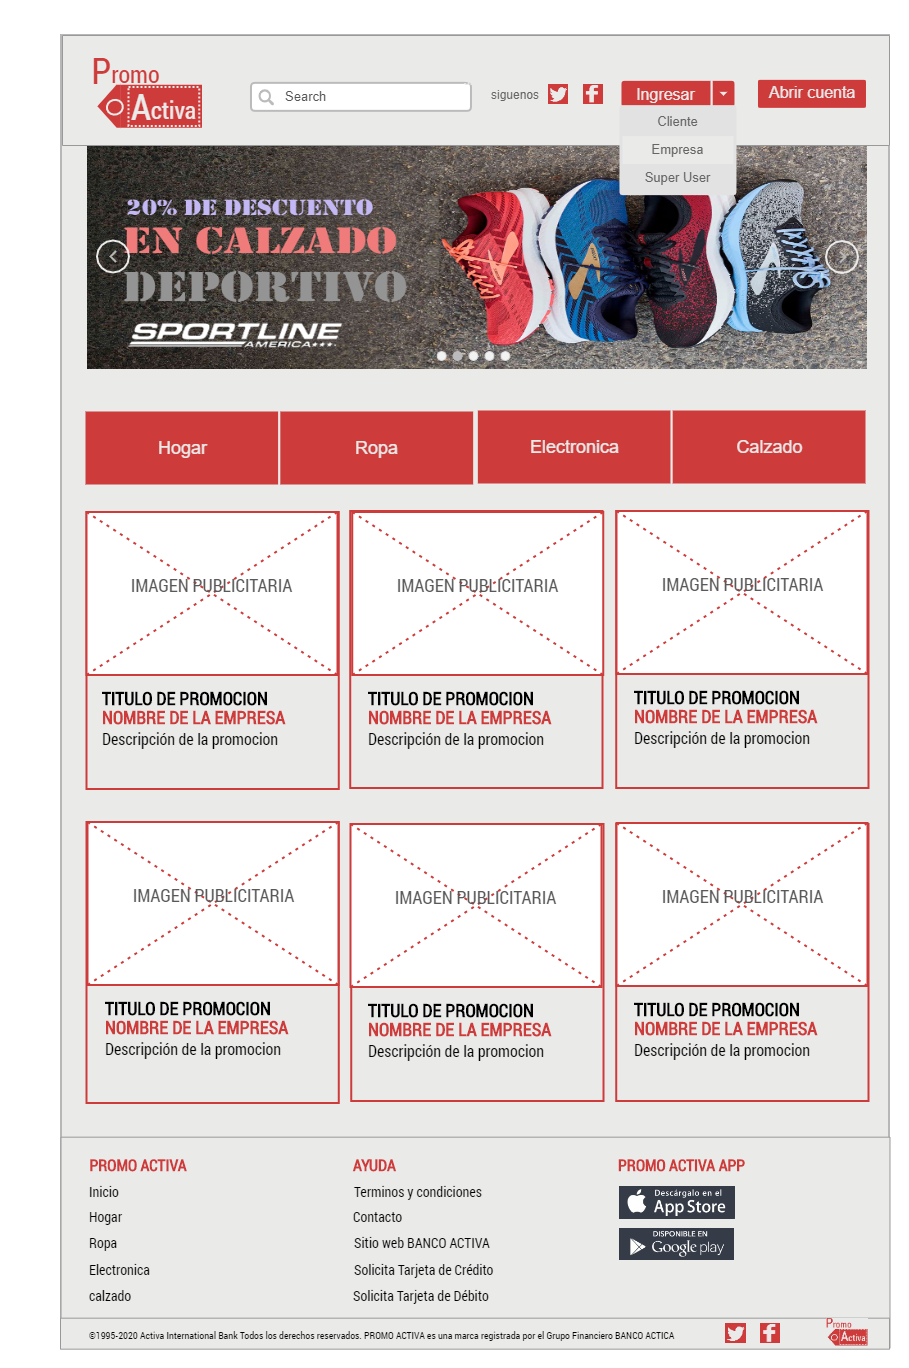 Promo
Activa
Search
siguenos
Ingresar
Abrir cuenta
Cliente
Empresa
Super User
20% DE DESCUENTO
EN CALZADO
DEPORTIVO
SPORTLINE
AMERICA
Hogar
Ropa
Electronica
Calzado
IMAGEN PUBLICITARIA
IMAGEN PUBLICITARIA
IMAGEN PUBLICITARIA
TITULO DE PROMOCION
NOMBRE DE LA EMPRESA
Descripción de la promocion
TITULO DE PROMOCION
NOMBRE DE LA EMPRESA
Descripción de la promocion
TITULO DE PROMOCION
NOMBRE DE LA EMPRESA
Descripción de la promocion
IMAGEN PUBLICITARIA
IMAGEN PUBLICITARIA
IMAGEN PUBLICITARIA
TITULO DE PROMOCION
NOMBRE DE LA EMPRESA
Descripción de la promocion
TITULO DE PROMOCION
NOMBRE DE LA EMPRESA
Descripción de la promocion
TITULO DE PROMOCION
NOMBRE DE LA EMPRESA
Descripción de la promocion
PROMO ACTIVA
Inicio
Hogar
Ropa
Electronica
calzado
AYUDA
Terminos y condiciones
Contacto
Sitio web BANCO ACTIVA
Solicita Tarjeta de Crédito
Solicita Tarjeta de Débito
PROMO ACTIVA APP
Descárgalo en el
App Store
DISPONIBLE EN
Google play
©1995-2020 Activa International Bank Todos los derechos reservados. PROMO ACTIVA es una marca registrada por el Grupo Financiero BANCO ACTICA
Promo
Activa